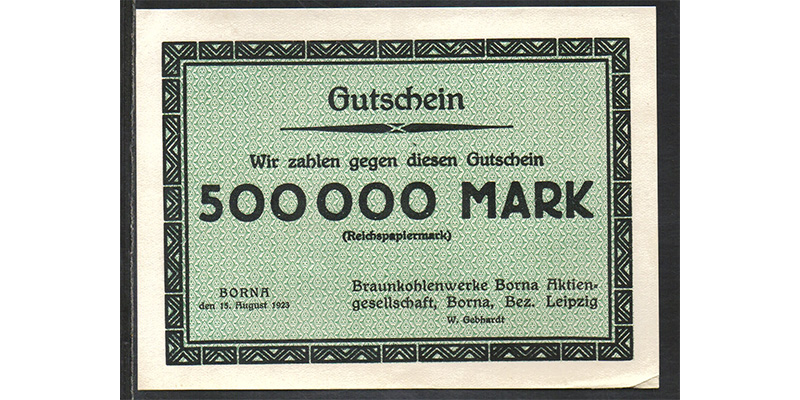 Gutschein
Wir zahlen gegen diesen Gutschein
500000 MARK
(Reichspapiermark)
BORNA
den 15. August 1923
Braunkohlenwerke Borna Aktien-
gesellschaft, Borna, Bez. Leipzig
W. Gebhardt